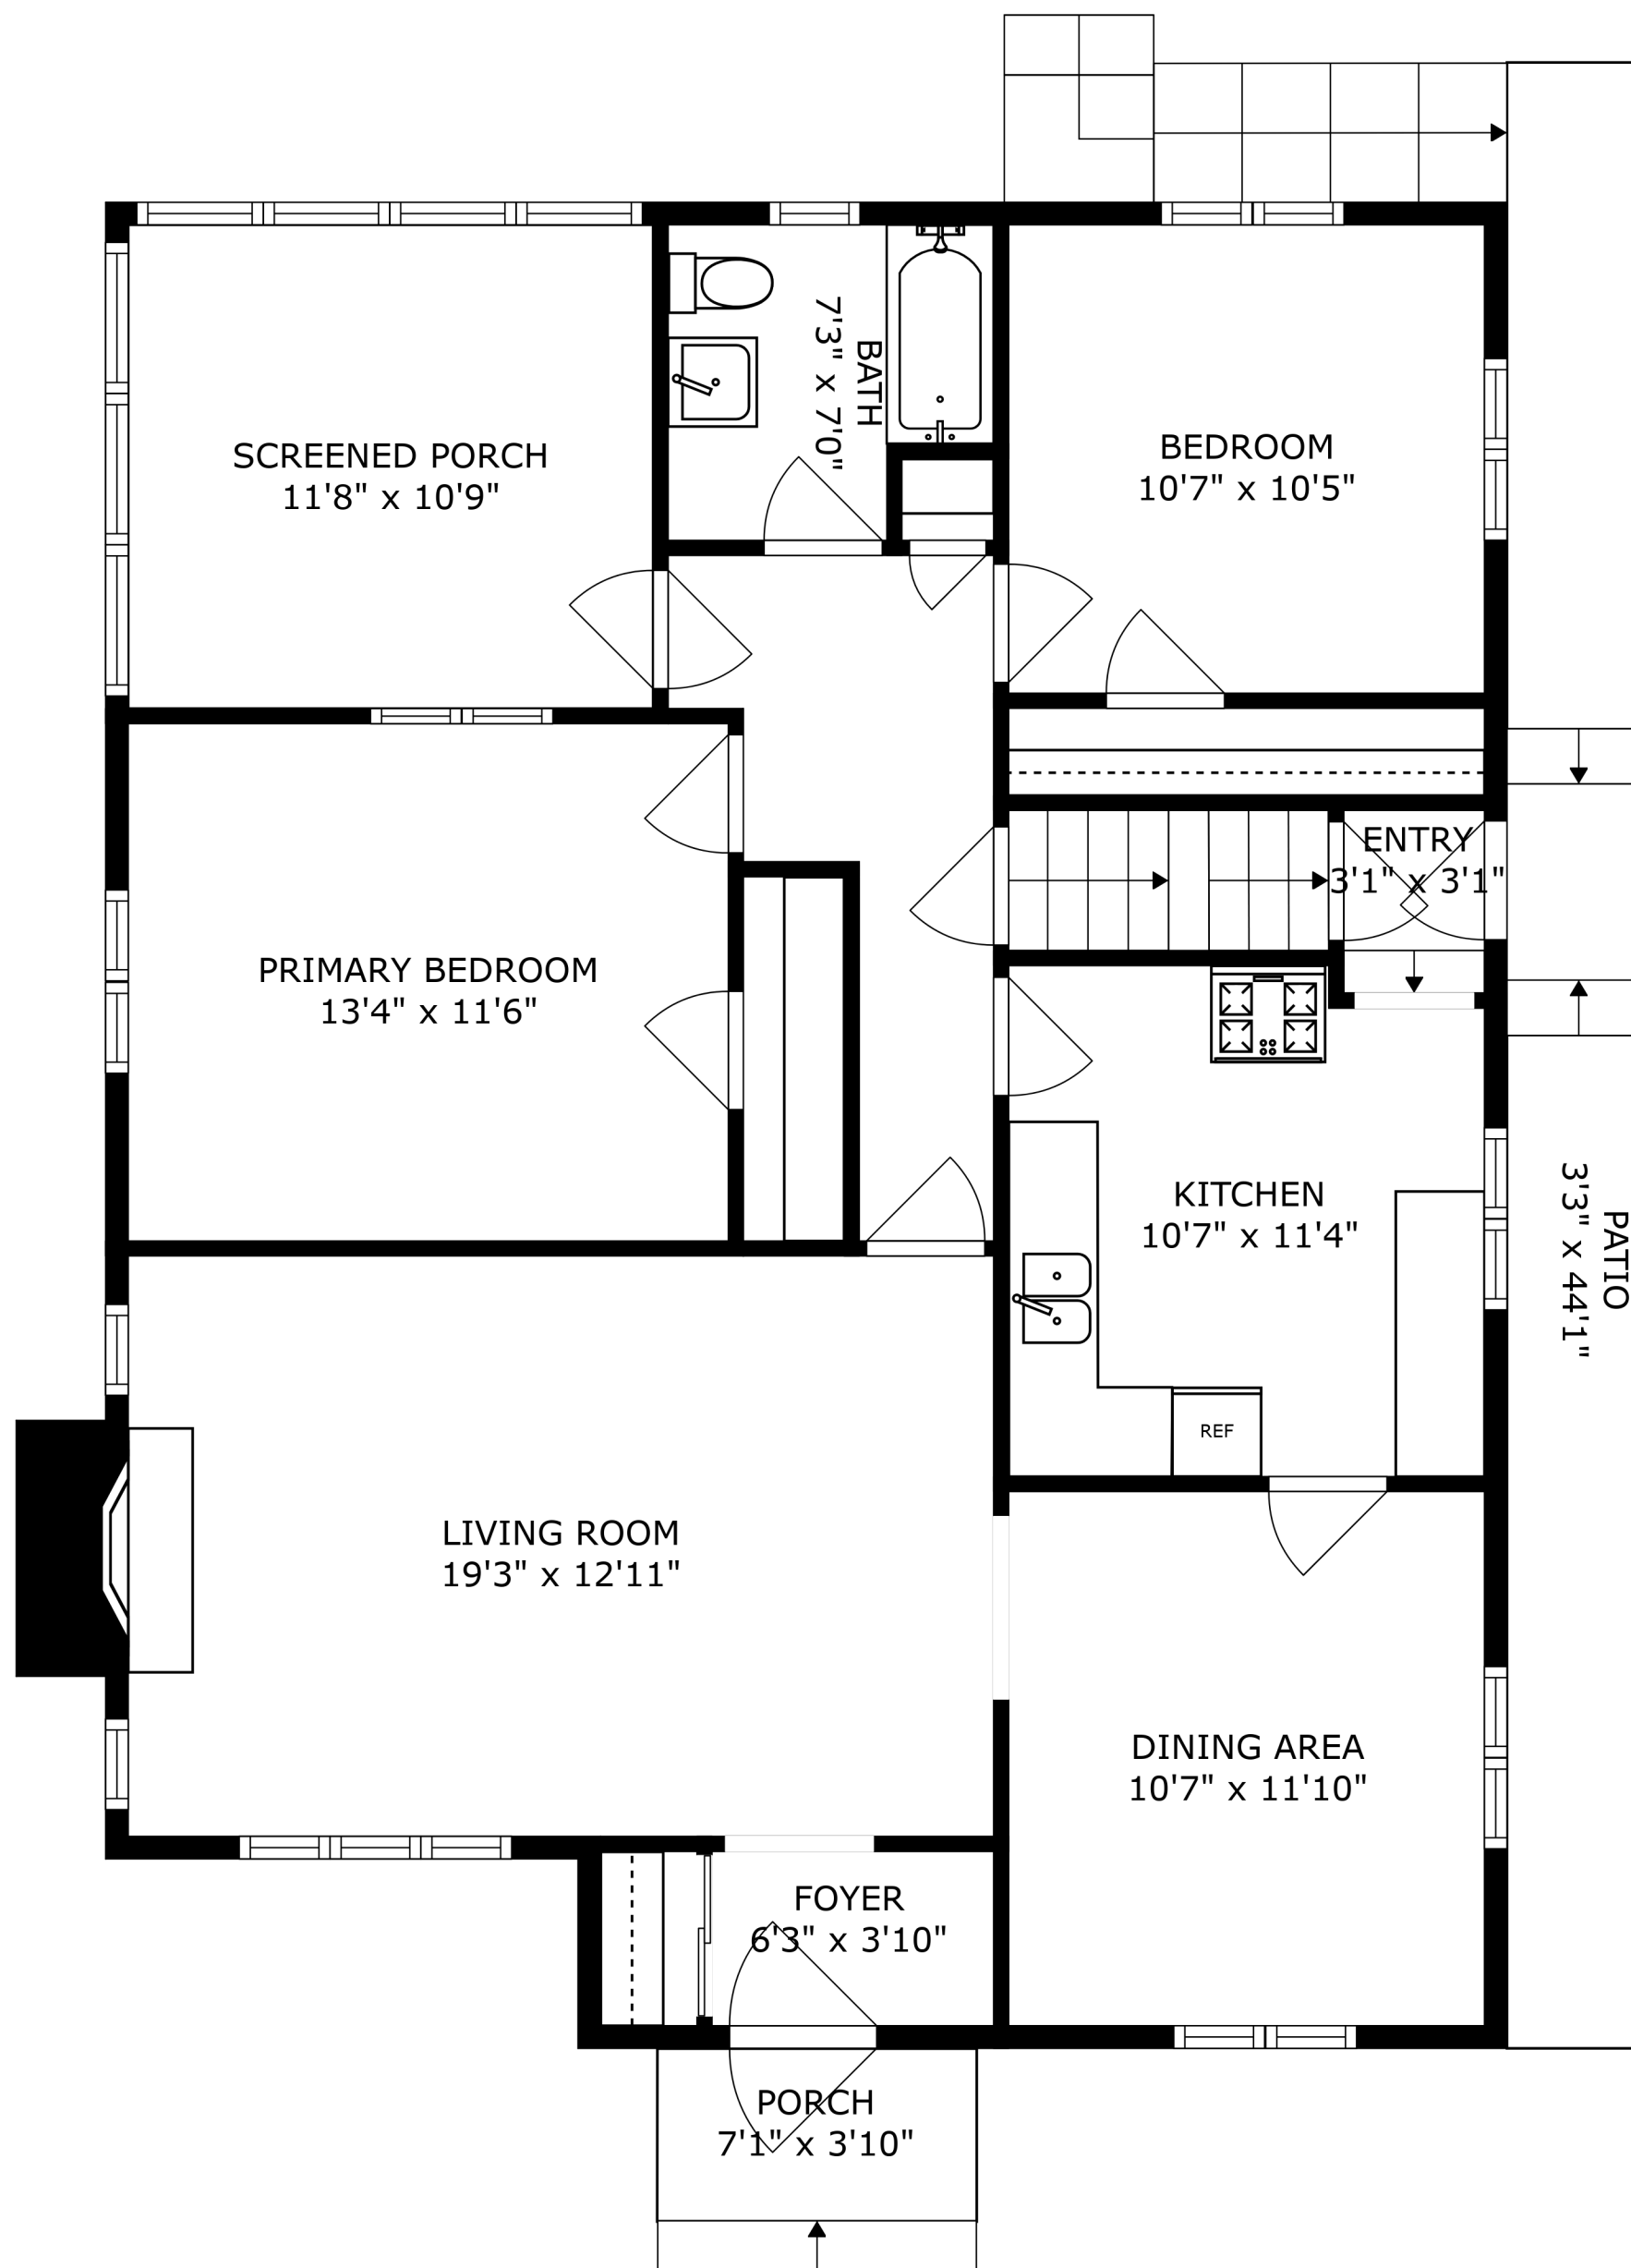 SCREENED PORCH
11'8" x 10'9"
BATH
7'3" x 7'0"
BEDROOM
10'7" x 10'5"
ENTRY
3'1" x 3'1"
PRIMARY BEDROOM
13'4" x 11'6"
KITCHEN
10'7" x 11'4"
PATIO
3'3" x 44'1"
REF
LIVING ROOM
19'3" x 12'11"
DINING AREA
10'7" x 11'10"
FOYER
6'3" x 3'10"
PORCH
7'1" x 3'10"